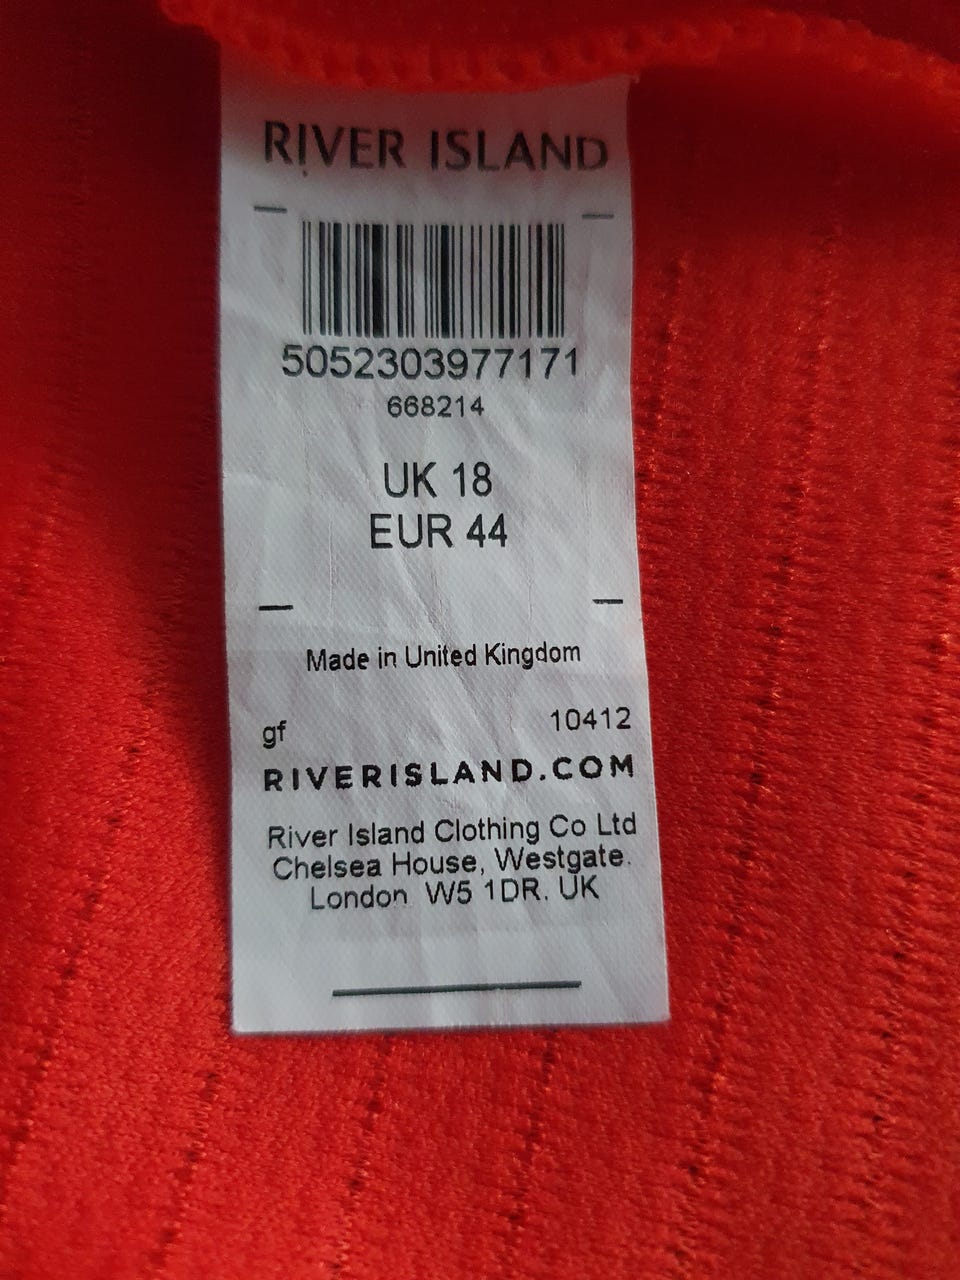 RIVER ISLAND
5052303977171
668214
UK 18
EUR 44
Made in United Kingdom
gf 10412
RIVERISLAND.COM
River Island Clothing Co Ltd
Chelsea House, Westgate.
London W5 1DR. UK